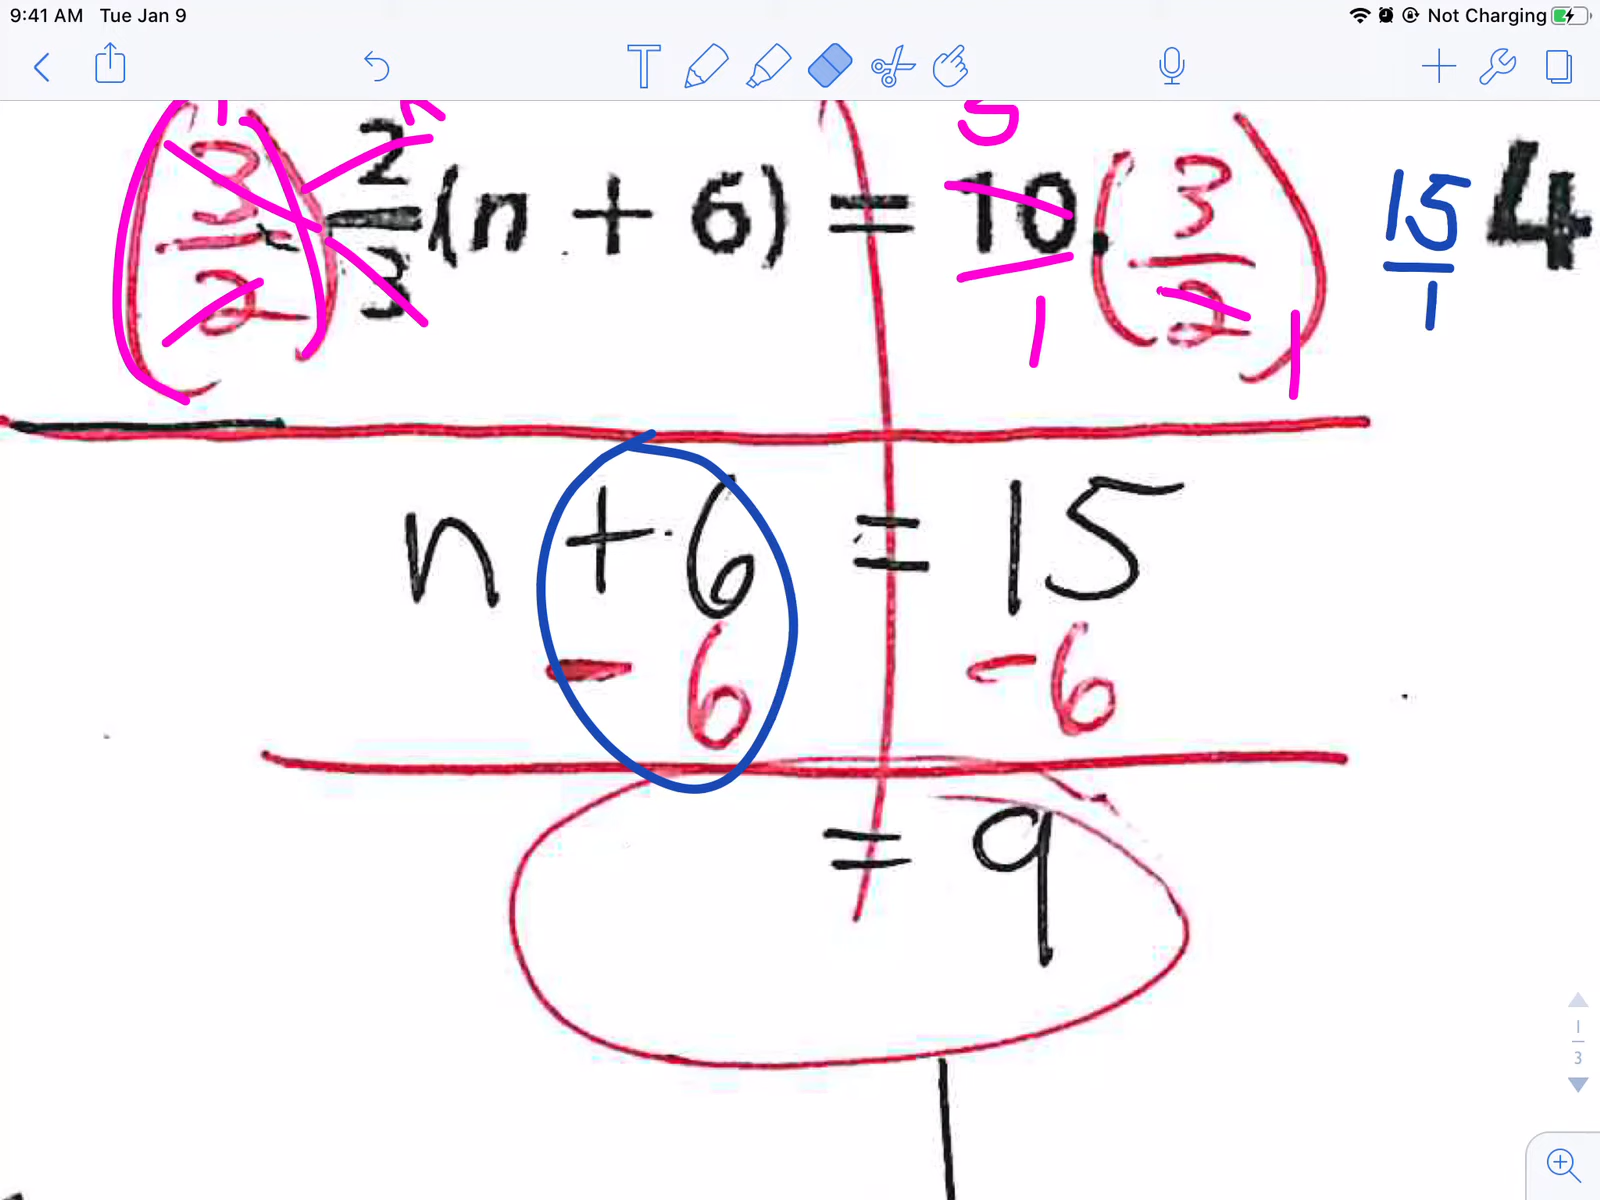 9:41 AM Tue Jan 9 Not Charging
T
5
(3/2) 2/3 (n + 6) = 10 · (3/2) 15/1 4
1 1
n + 6 = 15
- 6 - 6
= 9
1
3